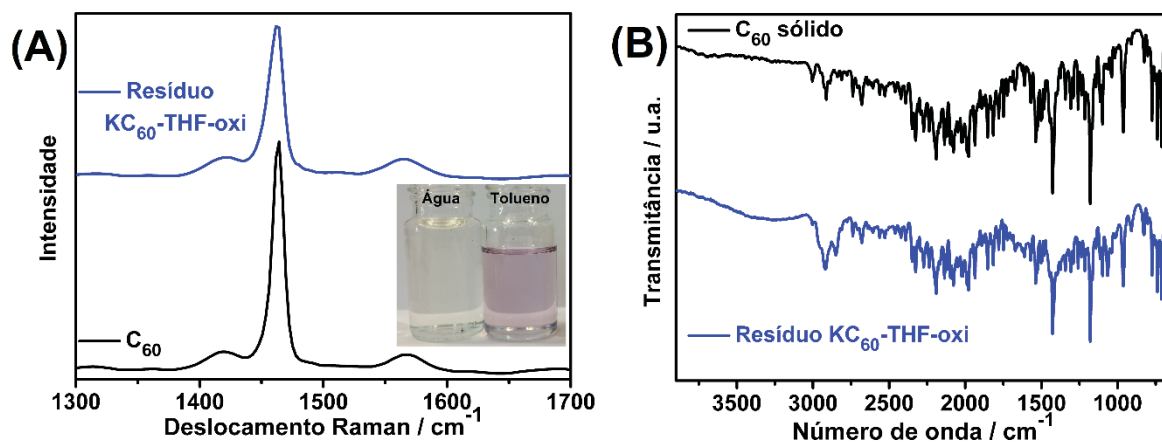 (A)
Resíduo
KC60-THF-oxi
Água Tolueno
C60
Intensidade
1300 1400 1500 1600 1700
Deslocamento Raman / cm-1
(B)
C60 sólido
Resíduo KC60-THF-oxi
Transmitância / u.a.
3500 3000 2500 2000 1500 1000
Número de onda / cm-1